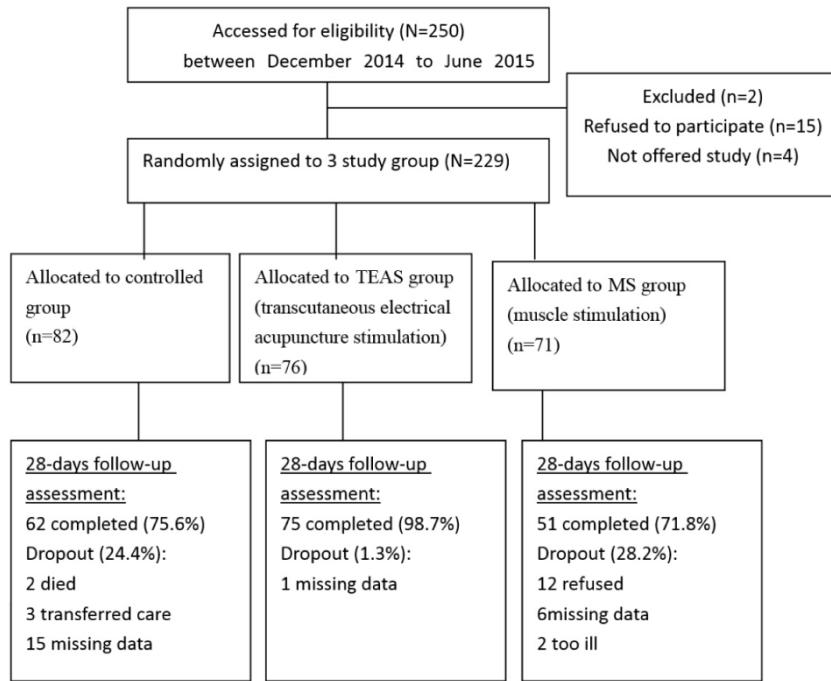 Accessed for eligibility (N=250)
between December 2014 to June 2015
Excluded (n=2)
Refused to participate (n=15)
Not offered study (n=4)
Randomly assigned to 3 study group (N=229)
Allocated to controlled
group
(n=82)
Allocated to TEAS group
(transcutaneous electrical
acupuncture stimulation)
(n=76)
Allocated to MS group
(muscle stimulation)
(n=71)
28-days follow-up
assessment:
62 completed (75.6%)
Dropout (24.4%):
2 died
3 transferred care
15 missing data
28-days follow-up
assessment:
75 completed (98.7%)
Dropout (1.3%):
1 missing data
28-days follow-up
assessment:
51 completed (71.8%)
Dropout (28.2%):
12 refused
6missing data
2 too ill